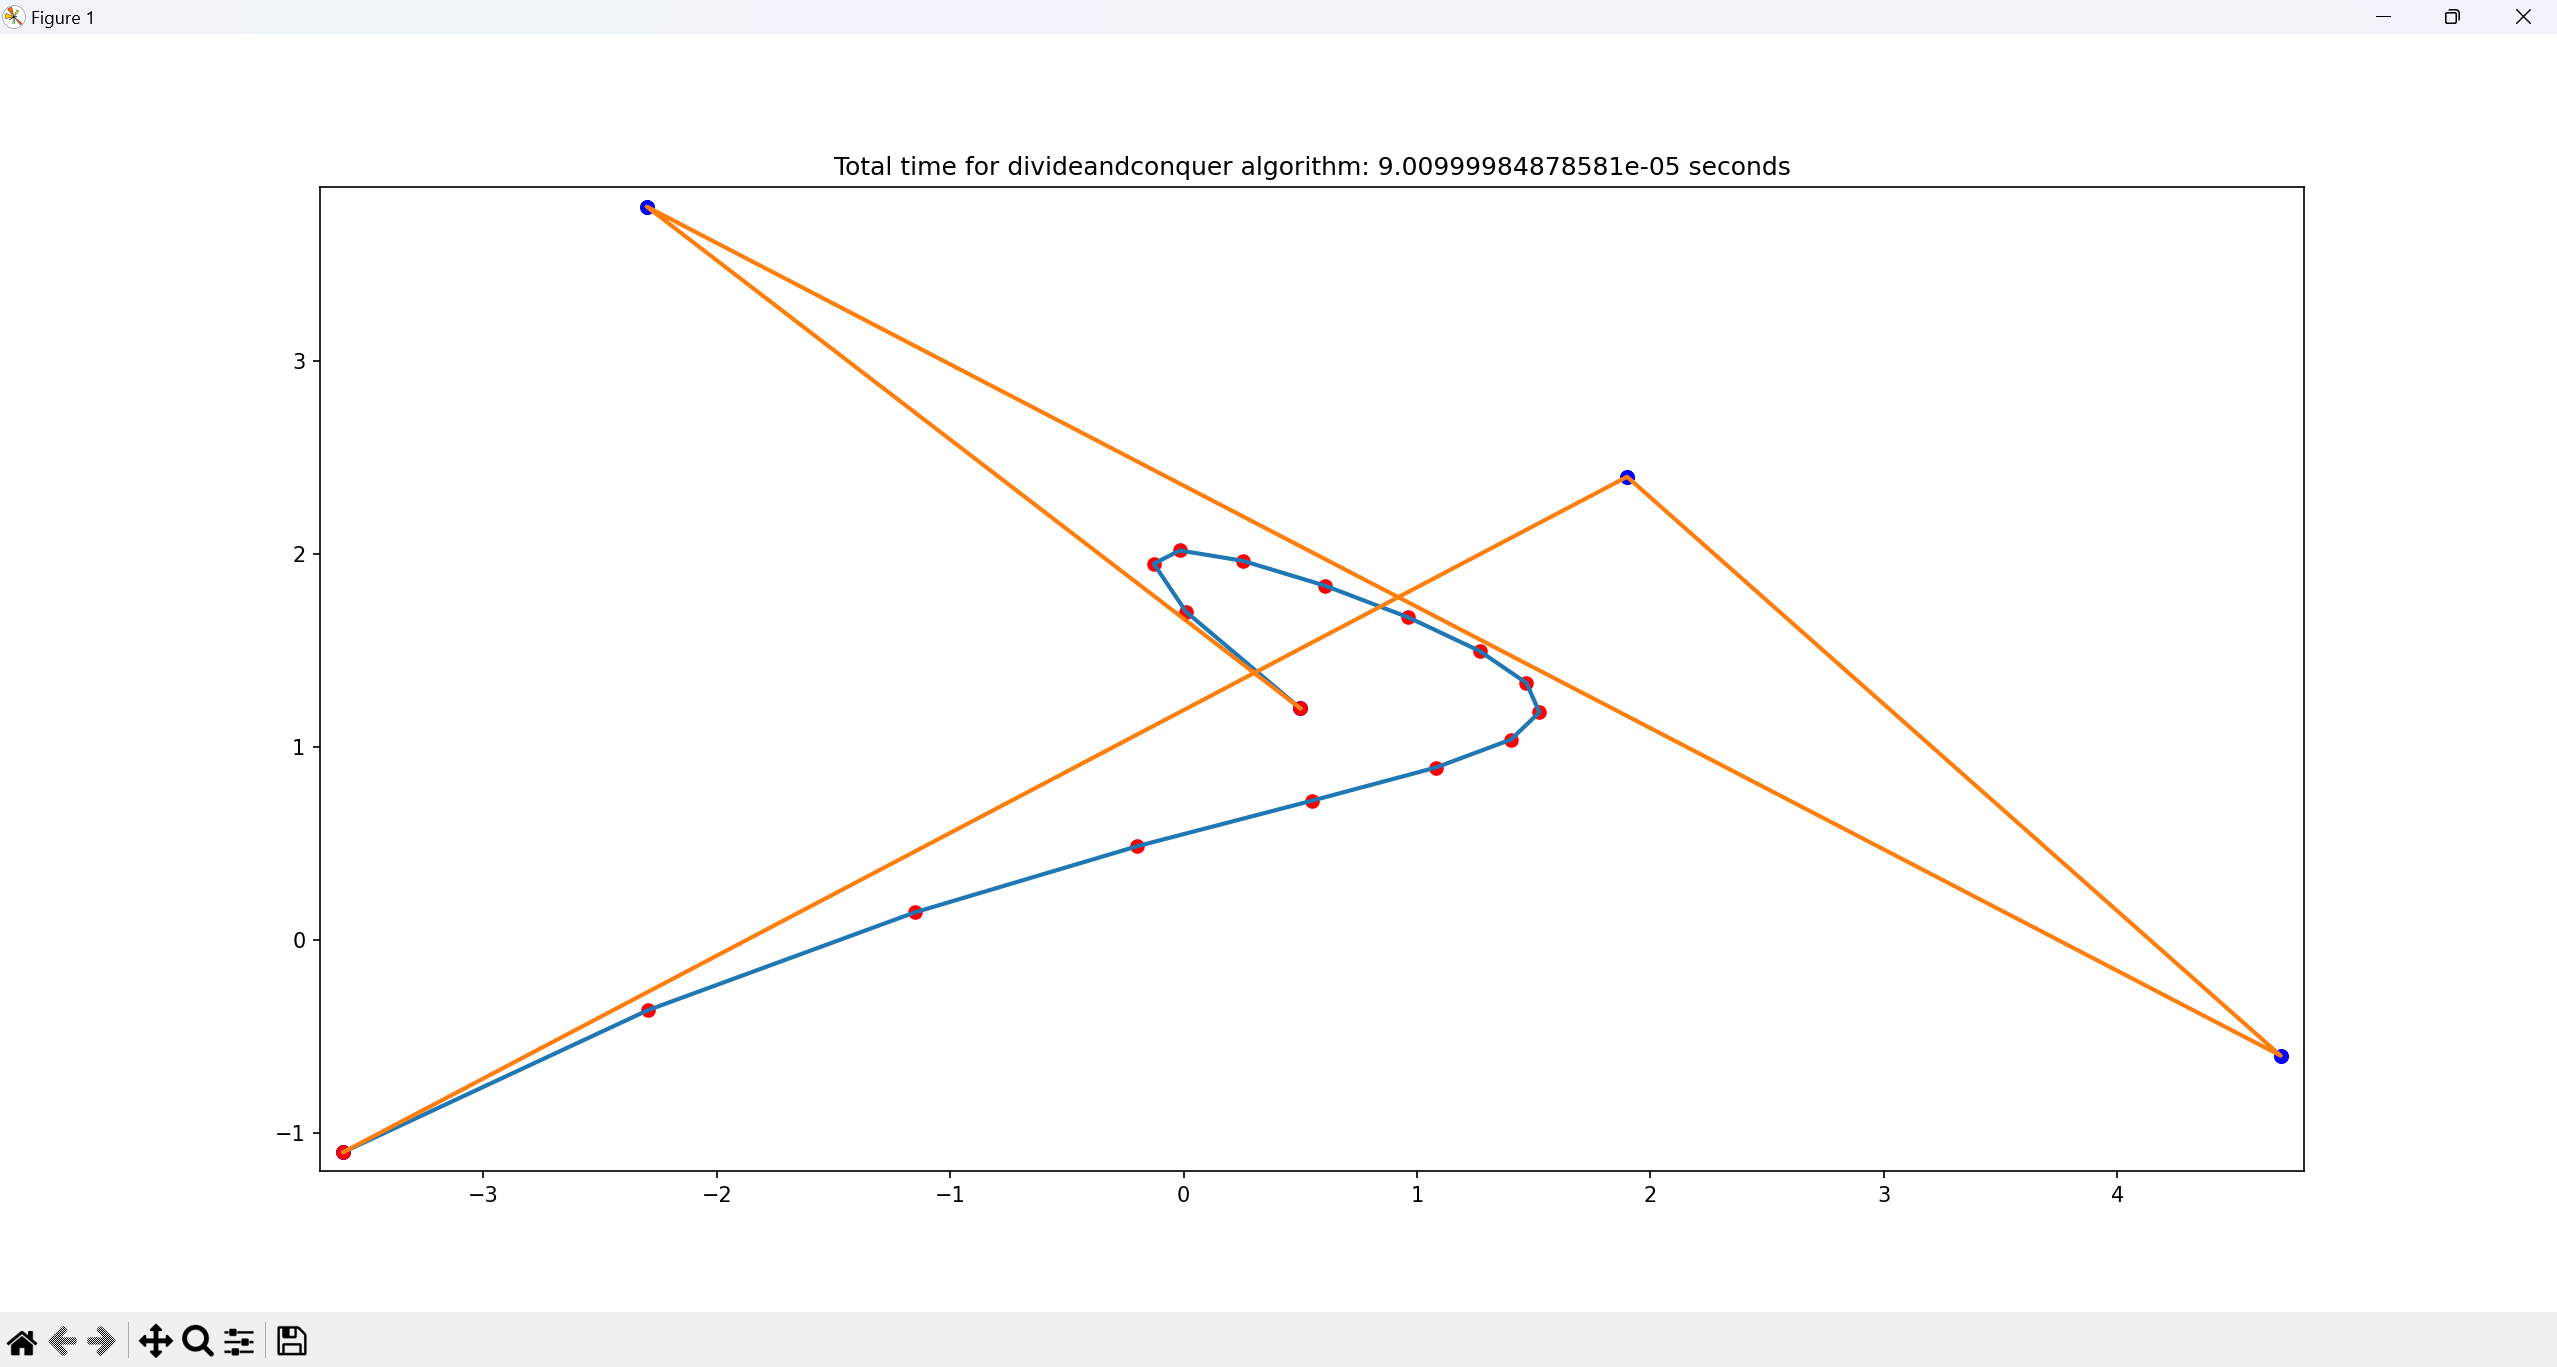 Figure 1
Total time for divideandconquer algorithm: 9.00999984878581e-05 seconds
3
2
1
0
−1
−3 −2 −1 0 1 2 3 4